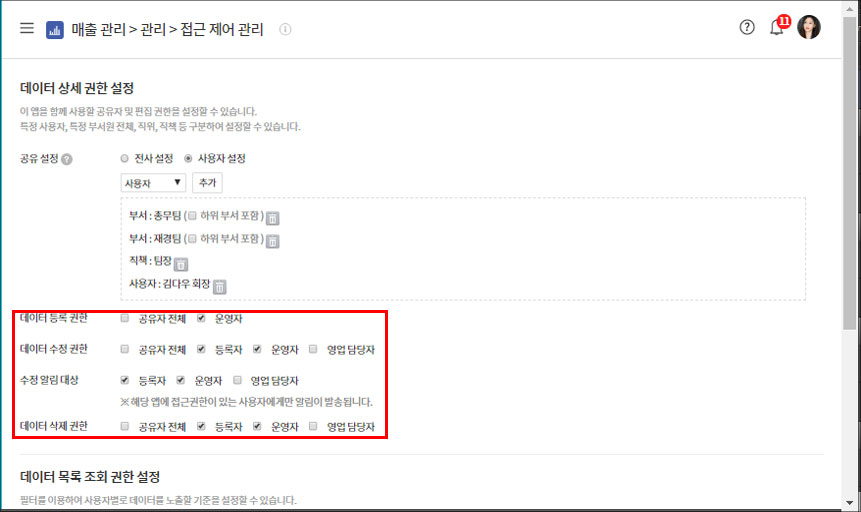 매출 관리 > 관리 > 접근 제어 관리
11
데이터 상세 권한 설정
이 앱을 함께 사용할 공유자 및 편집 권한을 설정할 수 있습니다.
특정 사용자, 특정 부서원 전체, 직위, 직책 등 구분하여 설정할 수 있습니다.
공유 설정 ? 전사 설정 사용자 설정
사용자 ▼ 추가
부서 : 총무팀 ( 하위 부서 포함 )
부서 : 재경팀 ( 하위 부서 포함 )
직책 : 팀장
사용자 : 김다우 회장
데이터 등록 권한 공유자 전체 운영자
데이터 수정 권한 공유자 전체 등록자 운영자 영업 담당자
수정 알림 대상 등록자 운영자 영업 담당자
※ 해당 앱에 접근권한이 있는 사용자에게만 알림이 발송됩니다.
데이터 삭제 권한 공유자 전체 등록자 운영자 영업 담당자
데이터 목록 조회 권한 설정
필터를 이용하여 사용자별로 데이터를 노출할 기준을 설정할 수 있습니다.